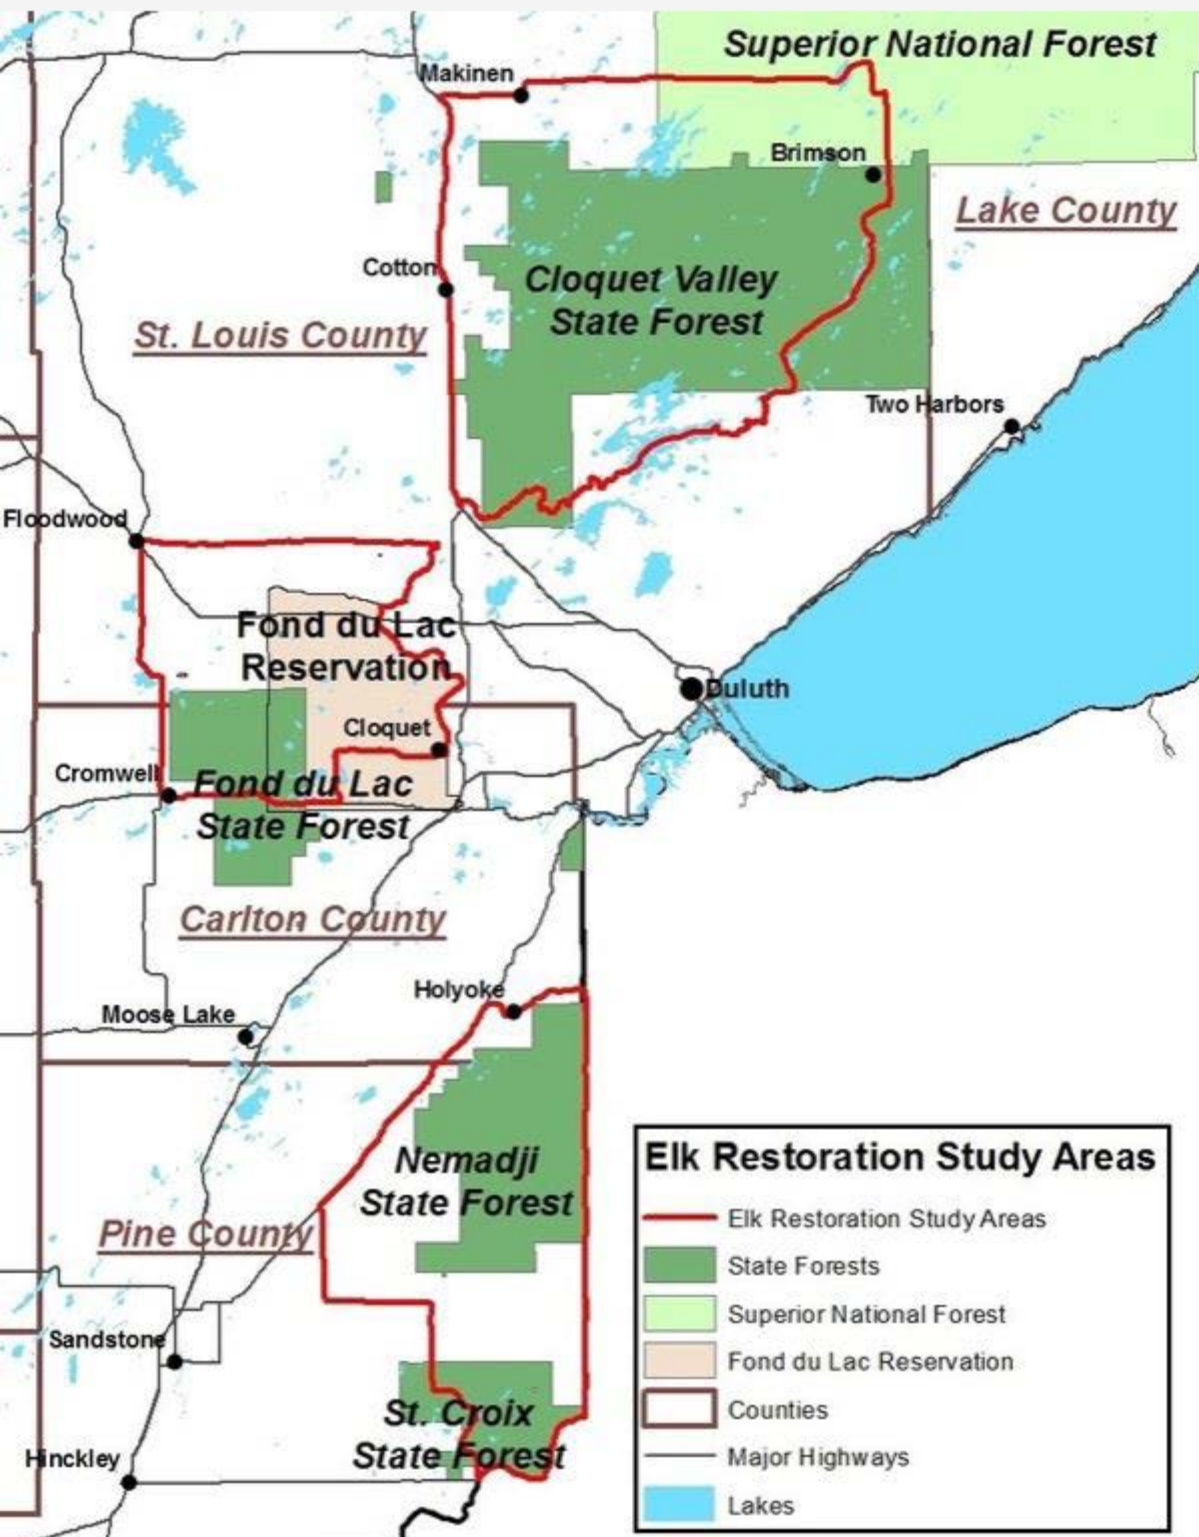 Superior National Forest
Makinen
Brimson
Lake County
Cotton
Cloquet Valley
State Forest
St. Louis County
Two Harbors
Floodwood
Fond du Lac
Reservation
Duluth
Cloquet
Cromwell
Fond du Lac
State Forest
Carlton County
Holyoke
Moose Lake
Nemadji
State Forest
Pine County
Sandstone
St. Croix
State Forest
Hinckley
Elk Restoration Study Areas
Elk Restoration Study Areas
State Forests
Superior National Forest
Fond du Lac Reservation
Counties
Major Highways
Lakes